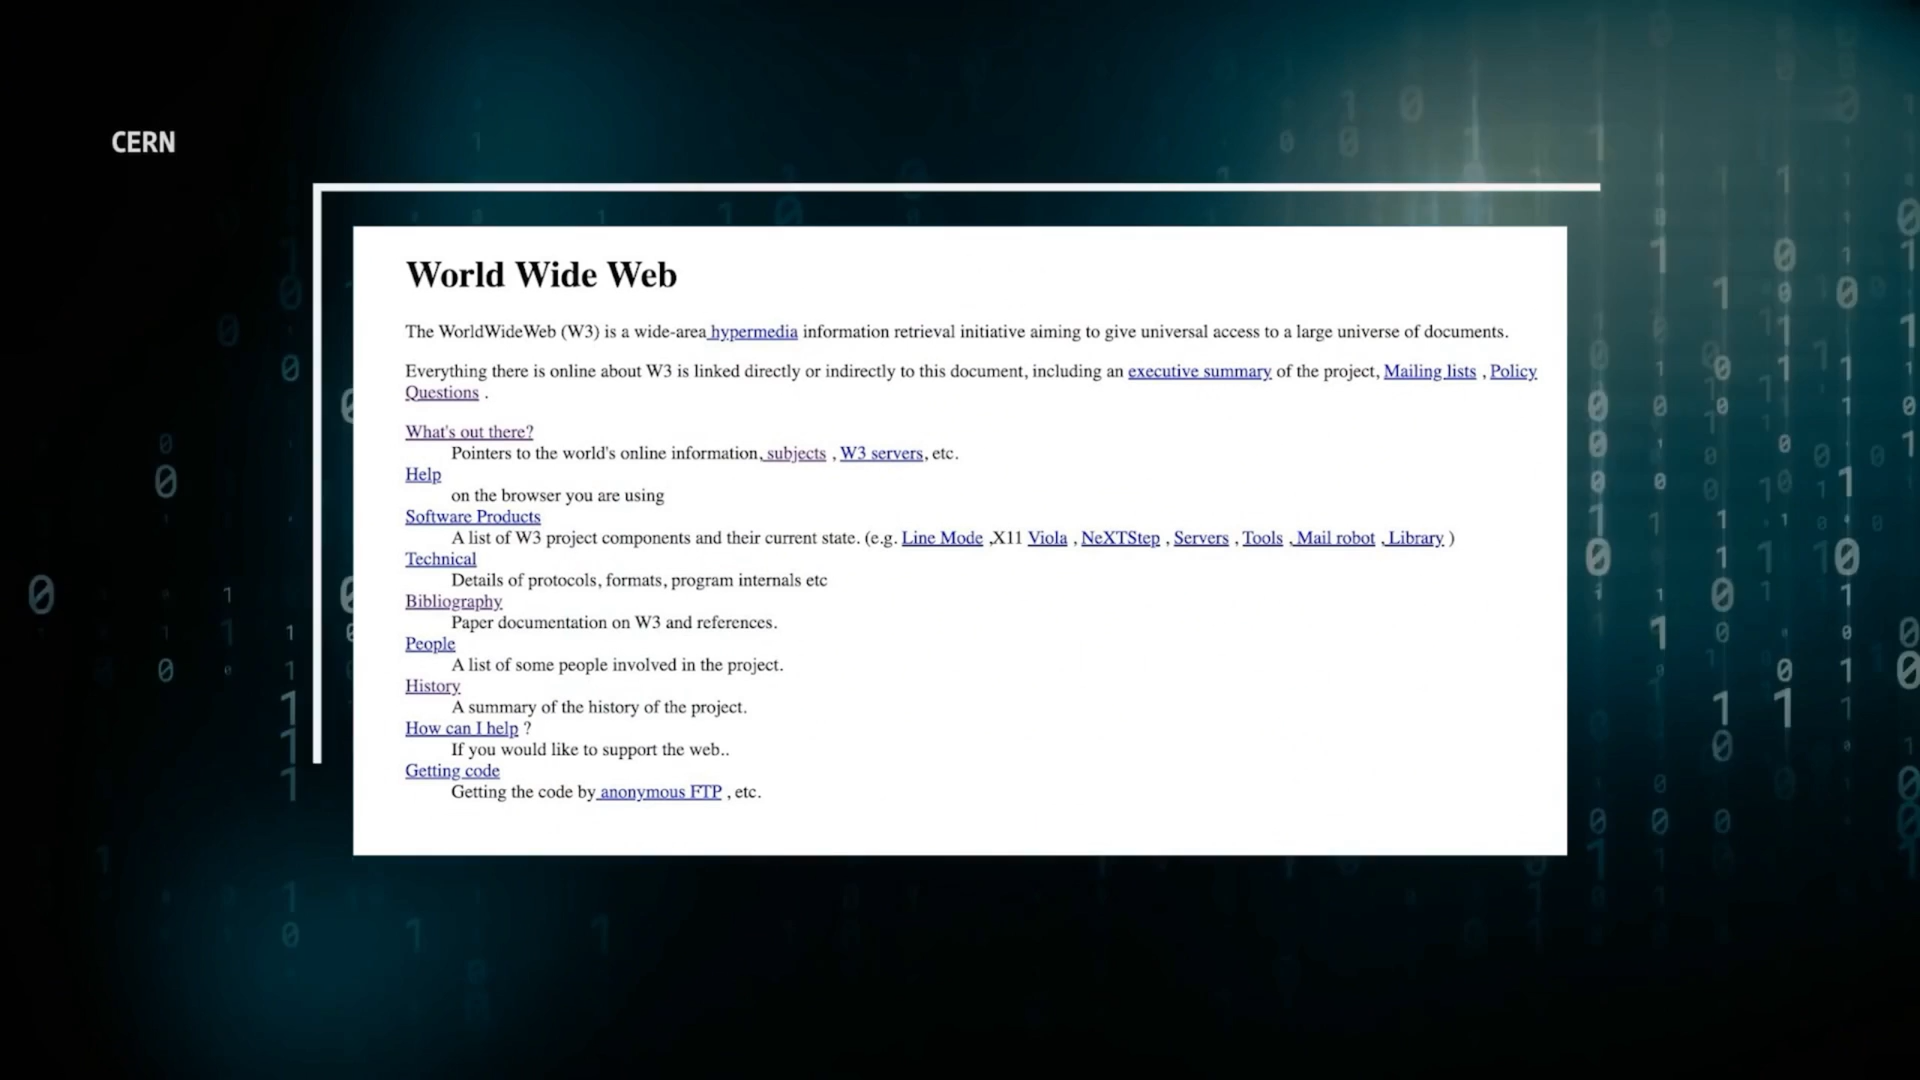 CERN
World Wide Web
The WorldWideWeb (W3) is a wide-area hypermedia information retrieval initiative aiming to give universal access to a large universe of documents.
Everything there is online about W3 is linked directly or indirectly to this document, including an executive summary of the project, Mailing lists , Policy
Questions .
What's out there?
Pointers to the world's online information, subjects , W3 servers, etc.
Help
on the browser you are using
Software Products
A list of W3 project components and their current state. (e.g. Line Mode ,X11 Viola , NeXTStep , Servers , Tools , Mail robot , Library )
Technical
Details of protocols, formats, program internals etc
Bibliography
Paper documentation on W3 and references.
People
A list of some people involved in the project.
History
A summary of the history of the project.
How can I help ?
If you would like to support the web..
Getting code
Getting the code by anonymous FTP , etc.